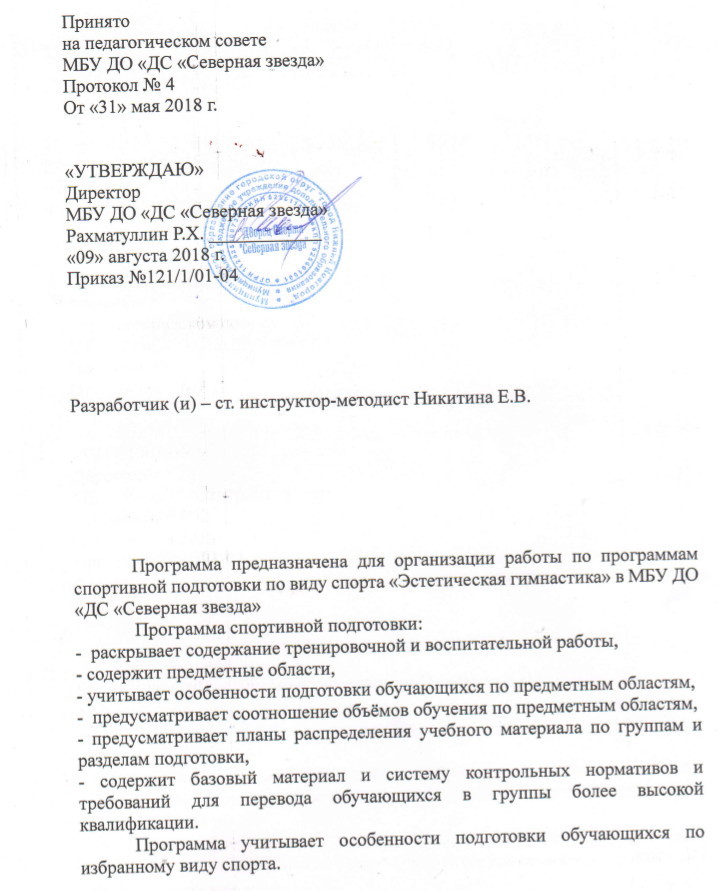 Принято
на педагогическом совете
МБУ ДО «ДС «Северная звезда»
Протокол № 4
От «31» мая 2018 г.
«УТВЕРЖДАЮ»
Директор
МБУ ДО «ДС «Северная звезда»
Рахматуллин Р.Х.
«09» августа 2018 г.
Приказ №121/1/01-04
"Дворец Спорта
"Северная звезда"
Разработчик (и) – ст. инструктор-методист Никитина Е.В.
Программа предназначена для организации работы по программам
спортивной подготовки по виду спорта «Эстетическая гимнастика» в МБУ ДО
«ДС «Северная звезда»
Программа спортивной подготовки:
- раскрывает содержание тренировочной и воспитательной работы,
- содержит предметные области,
- учитывает особенности подготовки обучающихся по предметным областям,
- предусматривает соотношение объёмов обучения по предметным областям,
- предусматривает планы распределения учебного материала по группам и
разделам подготовки,
- содержит базовый материал и систему контрольных нормативов и
требований для перевода обучающихся в группы более высокой
квалификации.
Программа учитывает особенности подготовки обучающихся по
избранному виду спорта.